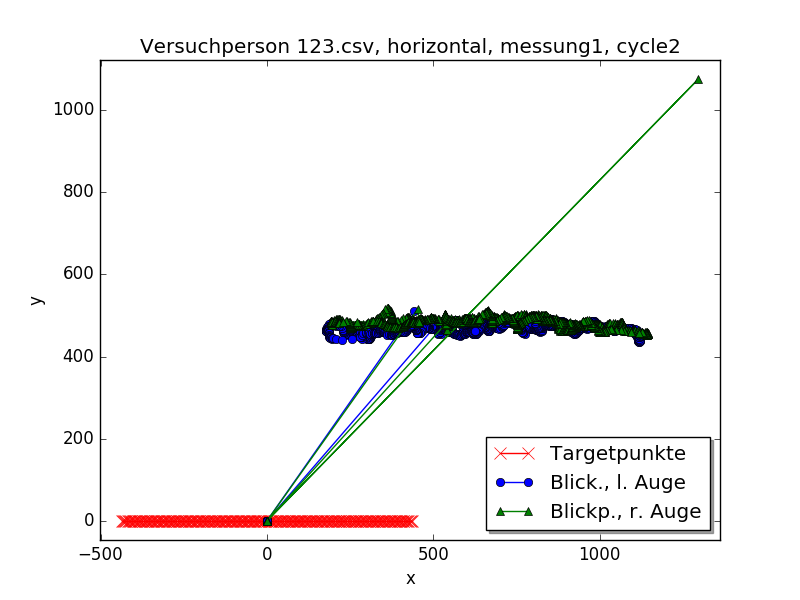 Versuchperson 123.csv, horizontal, messung1, cycle2
y
1000
800
600
400
200
0
Targetpunkte
Blick., l. Auge
Blickp., r. Auge
−500
0
500
1000
x